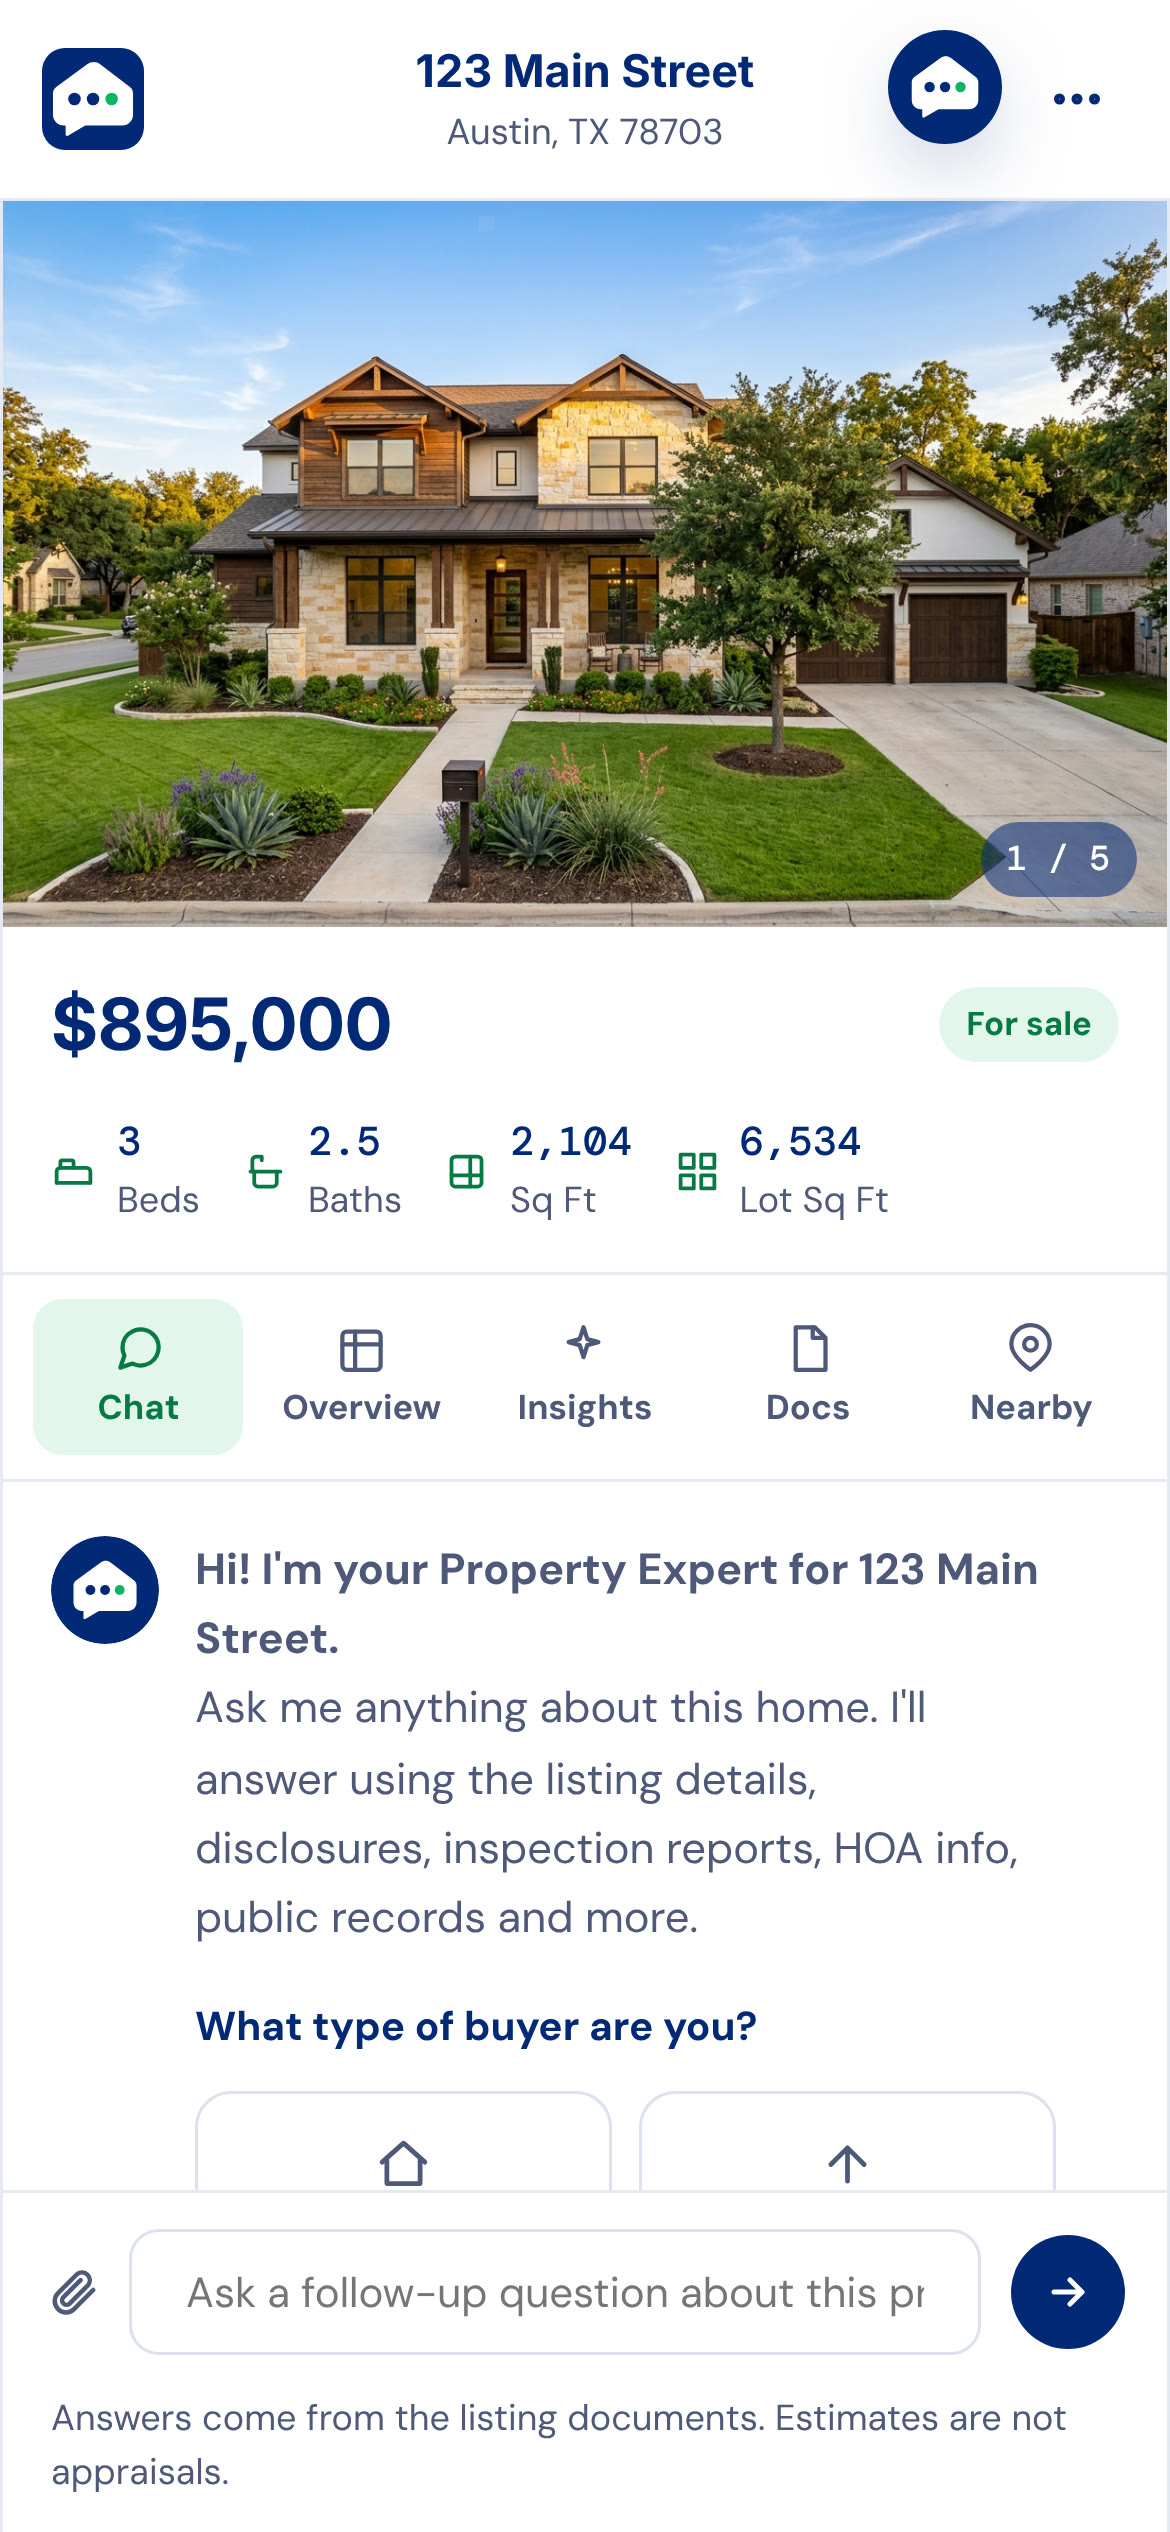 123 Main Street
Austin, TX 78703
1 / 5
$895,000
For sale
3
Beds
2.5
Baths
2,104
Sq Ft
6,534
Lot Sq Ft
Chat
Overview
Insights
Docs
Nearby
Hi! I'm your Property Expert for 123 Main
Street.
Ask me anything about this home. I'll
answer using the listing details,
disclosures, inspection reports, HOA info,
public records and more.
What type of buyer are you?
Ask a follow-up question about this pr
Answers come from the listing documents. Estimates are not
appraisals.